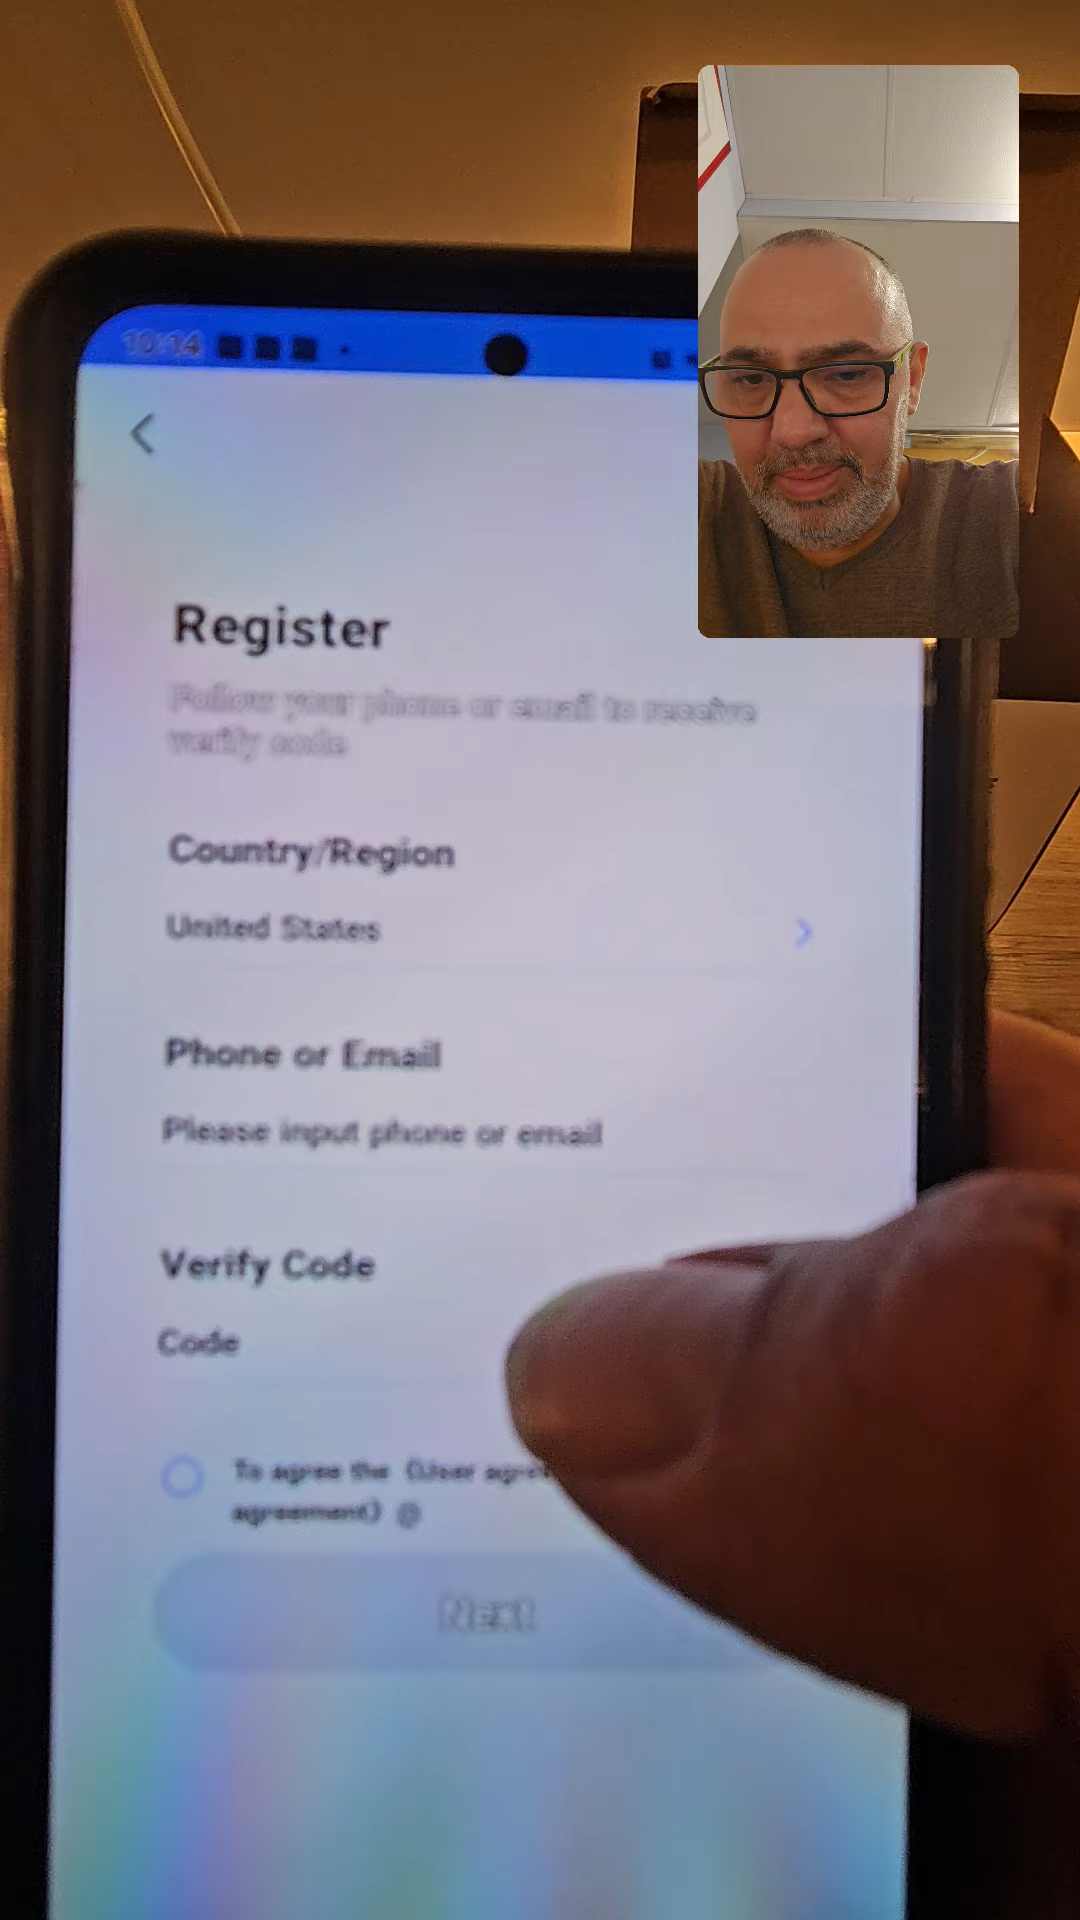 10:14
Register
Follow your phone or email to receive
verify code
Country/Region
United States
Phone or Email
Please input phone or email
Verify Code
Code
To agree the (User
agreement) @
Next